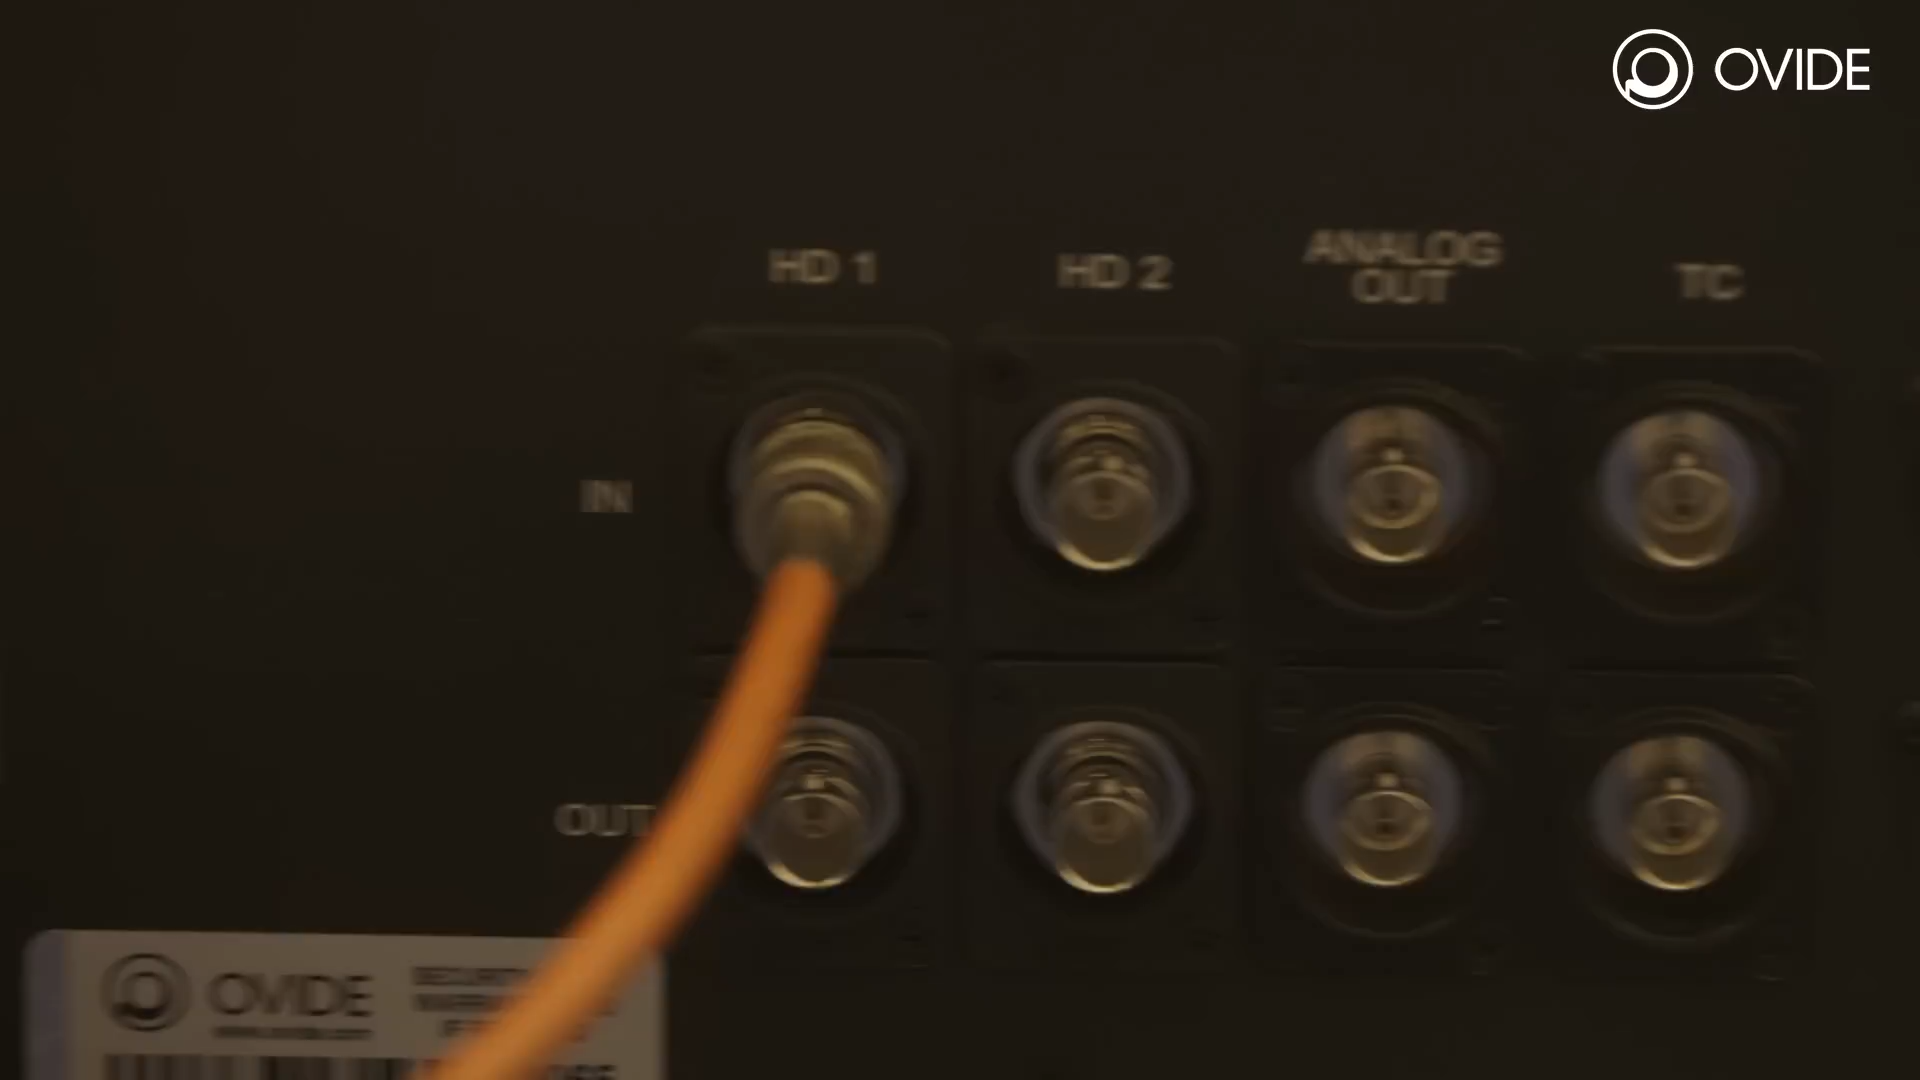 OVIDE
HD 1
HD 2
ANALOG
OUT
TC
IN
OUT
OVIDE